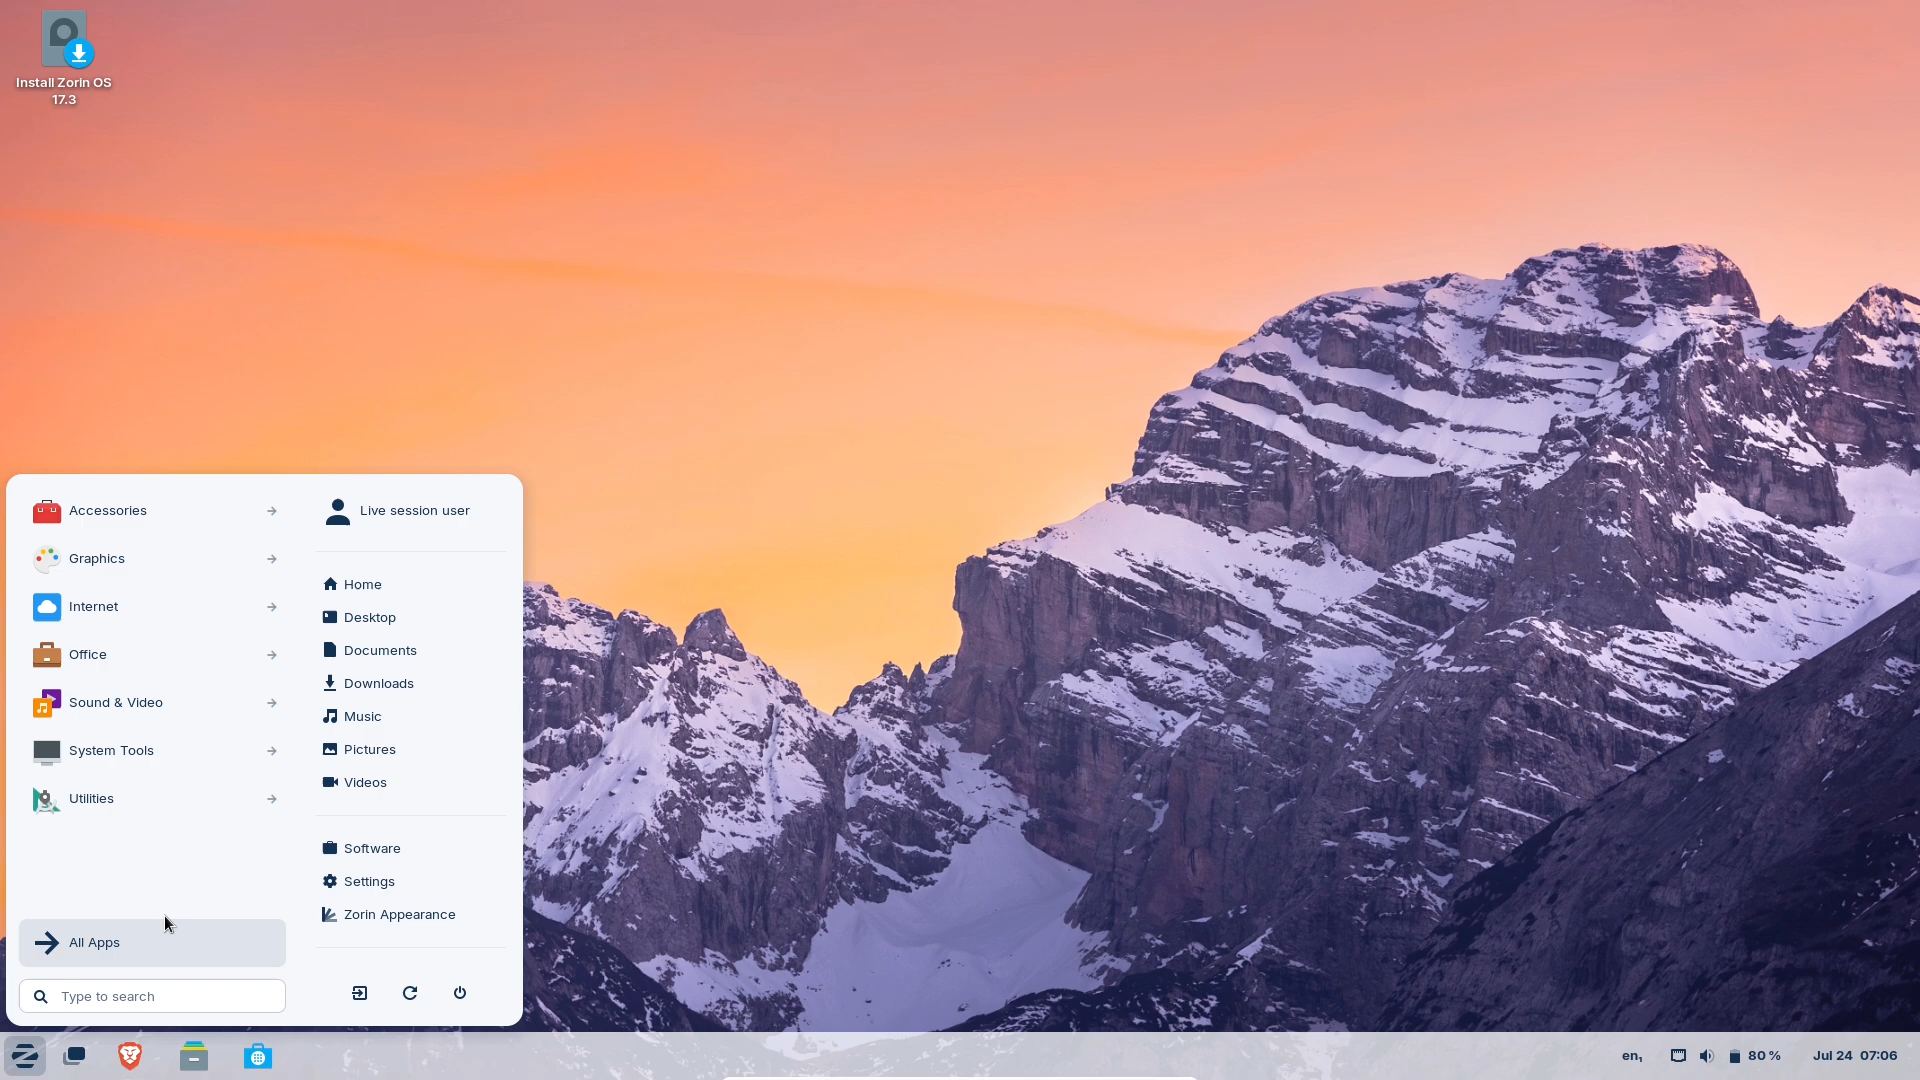 Install Zorin OS
17.3
Accessories
Graphics
Internet
Office
Sound & Video
System Tools
Utilities
All Apps
Type to search
Live session user
Home
Desktop
Documents
Downloads
Music
Pictures
Videos
Software
Settings
Zorin Appearance
en₁
80 %
Jul 24 07:06